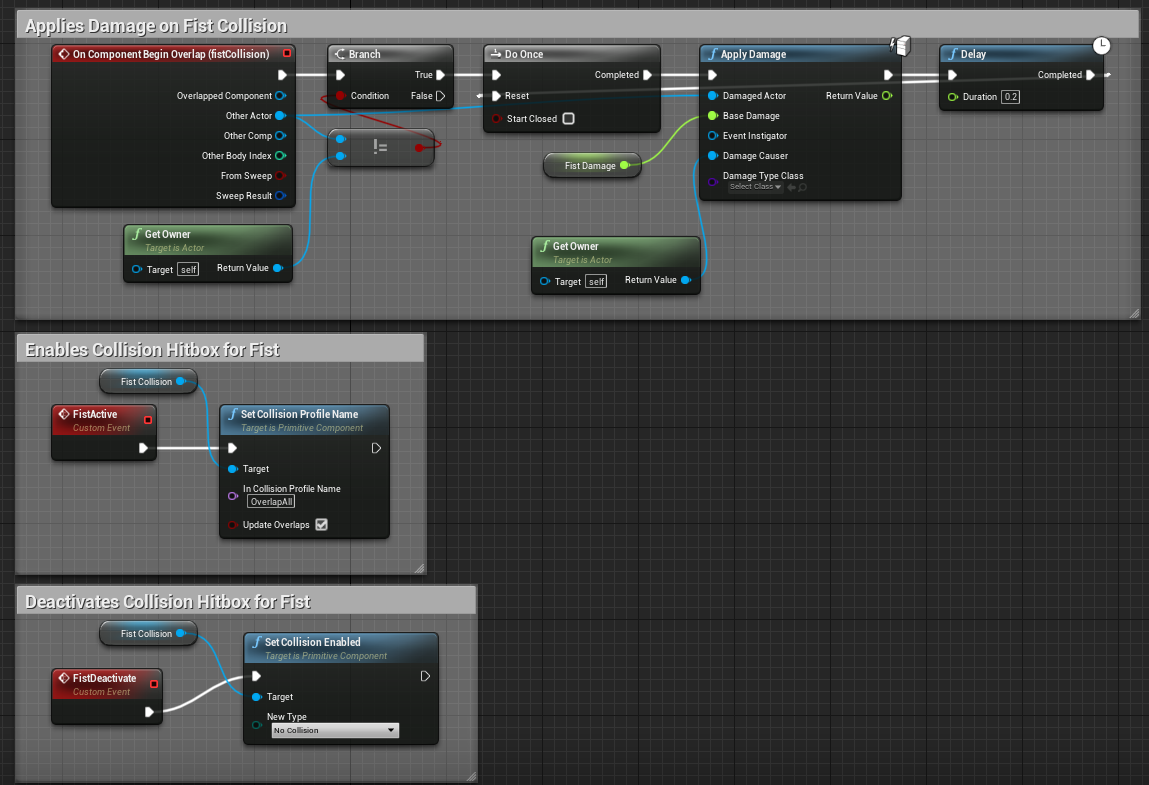 Applies Damage on Fist Collision
On Component Begin Overlap (fistCollision)
Overlapped Component
Other Actor
Other Comp
Other Body Index
From Sweep
Sweep Result
Branch
True
Condition
False
!=
Do Once
Completed
Reset
Start Closed
Fist Damage
Apply Damage
Damaged Actor
Return Value
Base Damage
Event Instigator
Damage Causer
Damage Type Class
Select Class
Delay
Completed
Duration 0.2
Get Owner
Target is Actor
Target self
Return Value
Get Owner
Target is Actor
Target self
Return Value
Enables Collision Hitbox for Fist
Fist Collision
FistActive
Custom Event
Set Collision Profile Name
Target is Primitive Component
Target
In Collision Profile Name
OverlapAll
Update Overlaps
Deactivates Collision Hitbox for Fist
Fist Collision
FistDeactivate
Custom Event
Set Collision Enabled
Target is Primitive Component
Target
New Type
No Collision